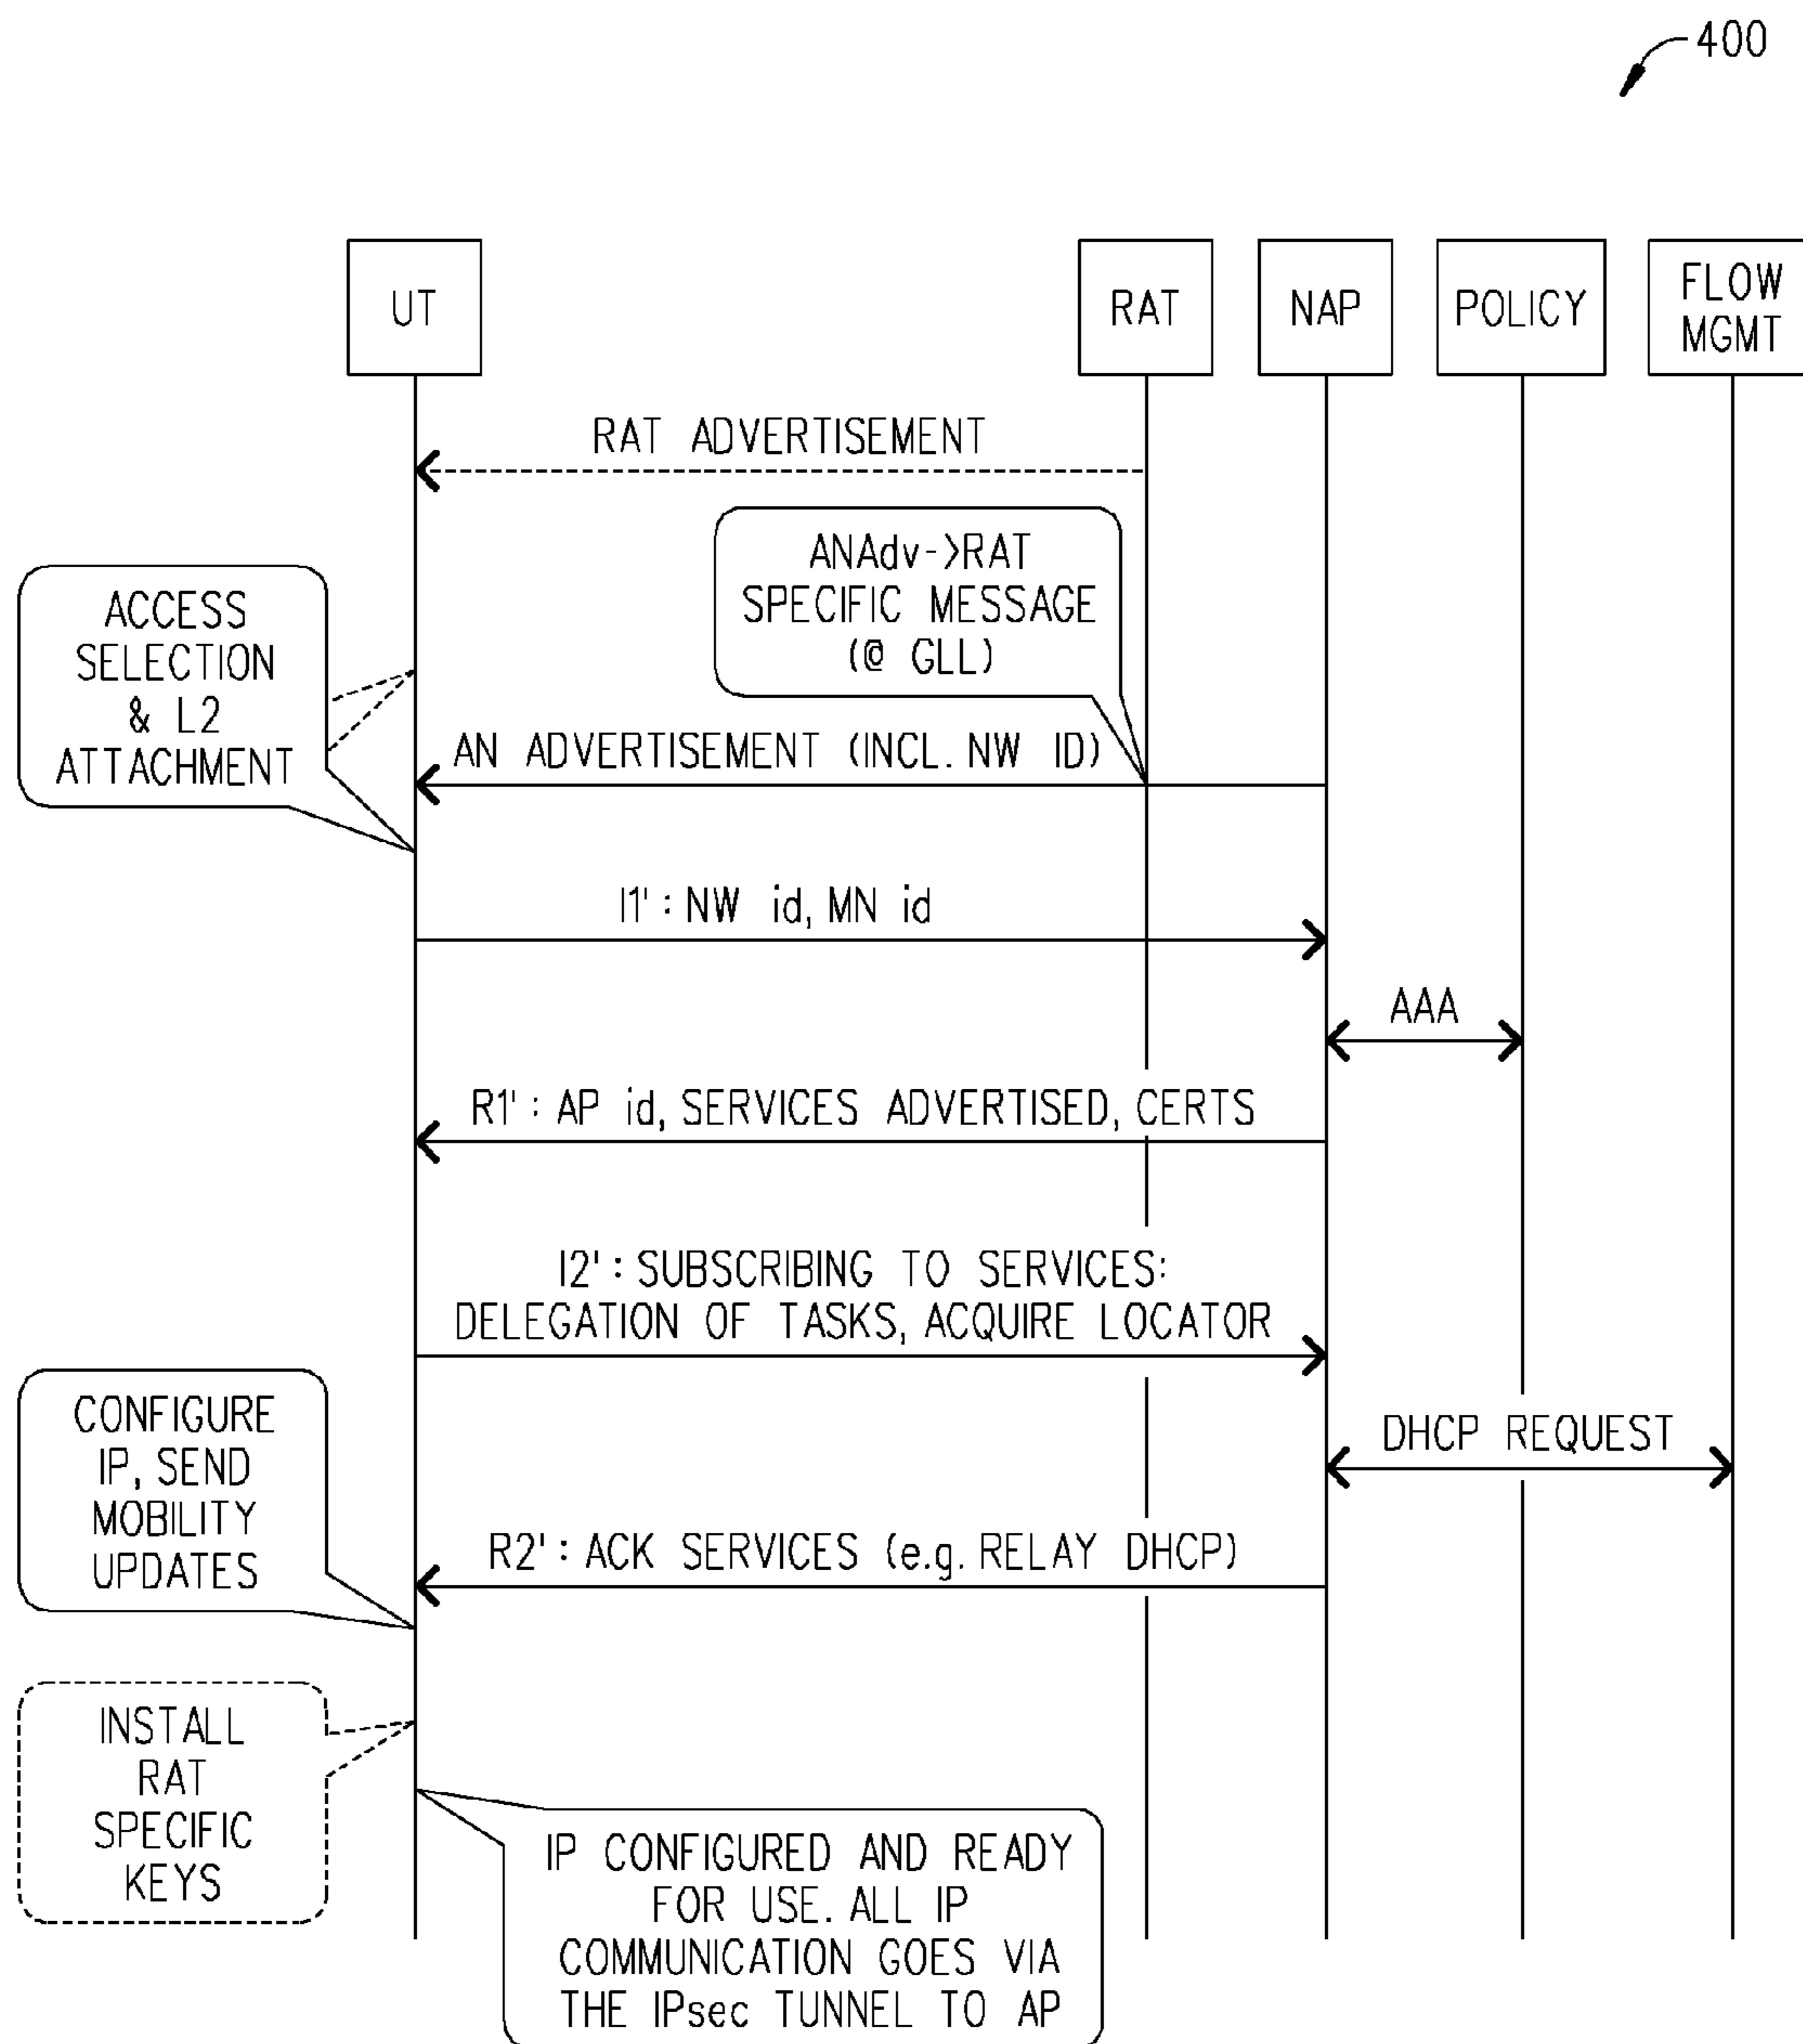 400
UT
RAT
NAP
POLICY
FLOW
MGMT
RAT ADVERTISEMENT
ANAdv->RAT
SPECIFIC MESSAGE
(@ GLL)
ACCESS
SELECTION
& L2
ATTACHMENT
AN ADVERTISEMENT (INCL. NW ID)
I1': NW id, MN id
AAA
R1': AP id, SERVICES ADVERTISED, CERTS
I2': SUBSCRIBING TO SERVICES:
DELEGATION OF TASKS, ACQUIRE LOCATOR
CONFIGURE
IP, SEND
MOBILITY
UPDATES
DHCP REQUEST
R2': ACK SERVICES (e.g. RELAY DHCP)
INSTALL
RAT
SPECIFIC
KEYS
IP CONFIGURED AND READY
FOR USE. ALL IP
COMMUNICATION GOES VIA
THE IPsec TUNNEL TO AP